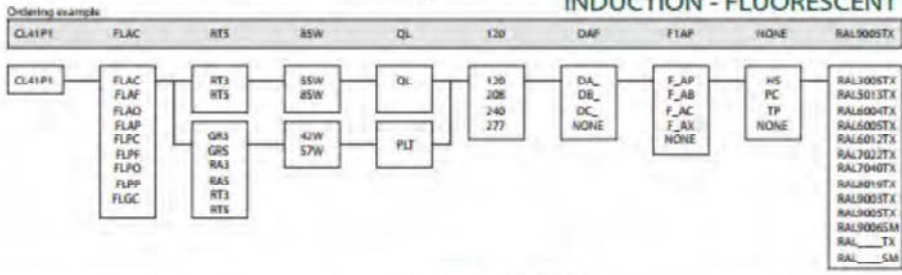 INDUCTION - FLUORESCENT
Ordering example
CL41P1 FLAC RT5 85W QL 120 DAF F1AP NONE RAL9005TX
CL41P1
FLAC
FLAF
FLAO
FLAP
FLPC
FLPF
FLPO
FLPP
FLGC
RT3
RT5
GR3
GR5
RA3
RA5
RT3
RT5
55W
85W
42W
57W
QL
PLT
120
208
240
277
DA_
DB_
DC_
NONE
F_AP
F_AB
F_AC
F_AX
NONE
HS
PC
TP
NONE
RAL3005TX
RAL5013TX
RAL6004TX
RAL6005TX
RAL6012TX
RAL7022TX
RAL7040TX
RAL8019TX
RAL9003TX
RAL9005TX
RAL9006SM
RAL____TX
RAL____SM